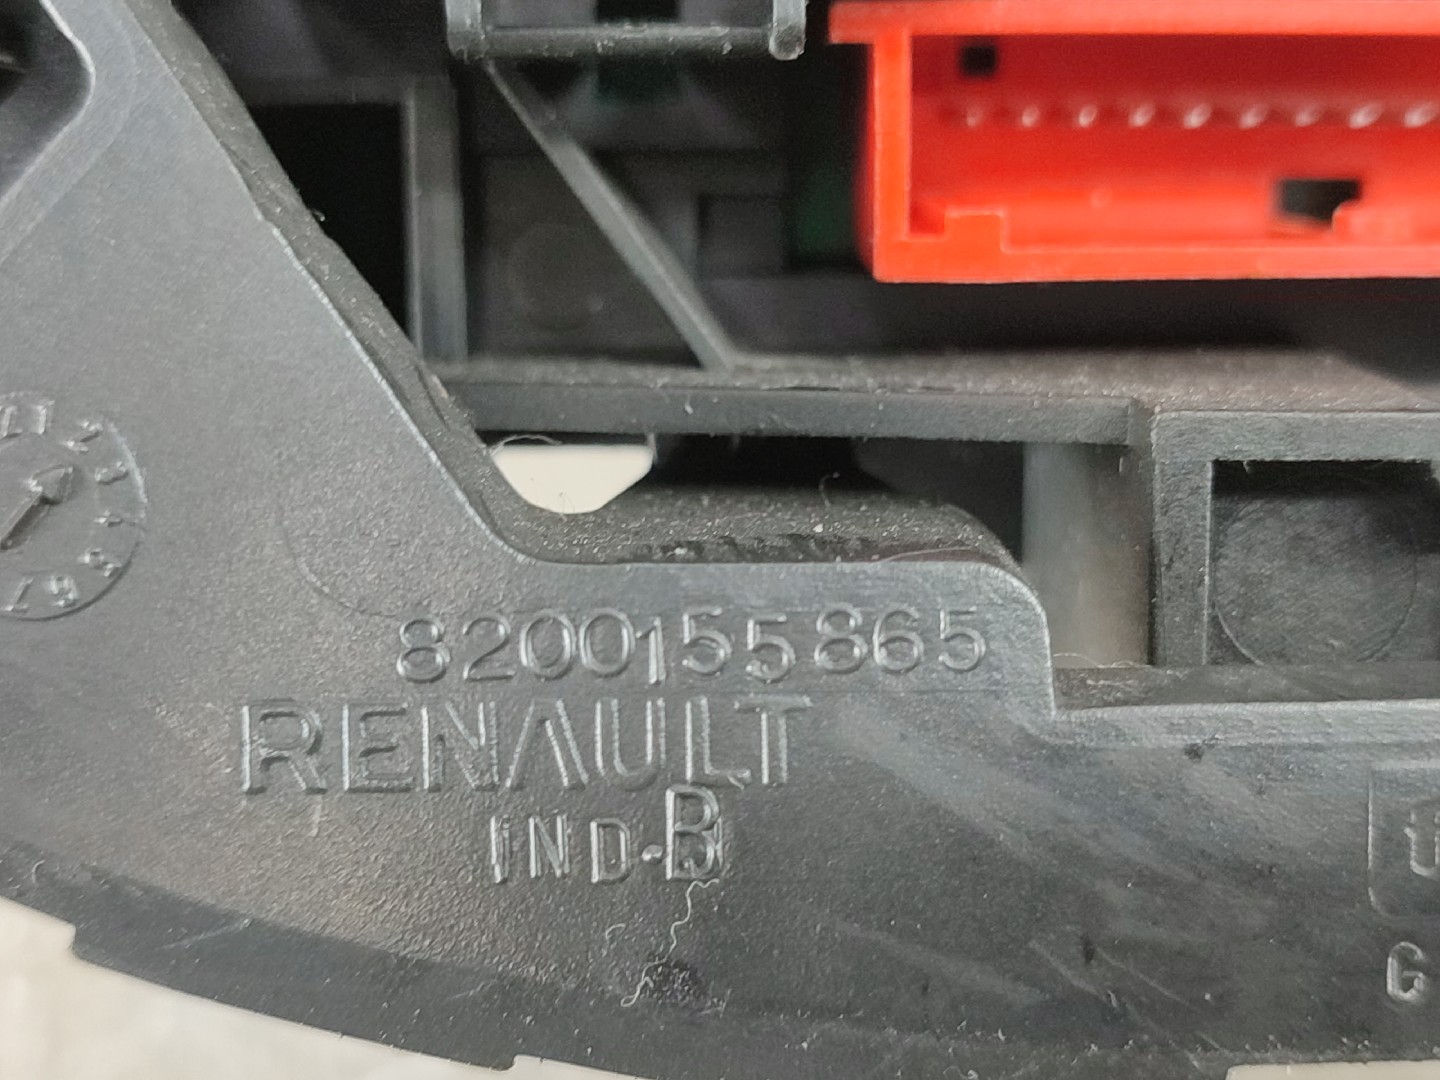 8200155865
RENAULT
IND-B
G